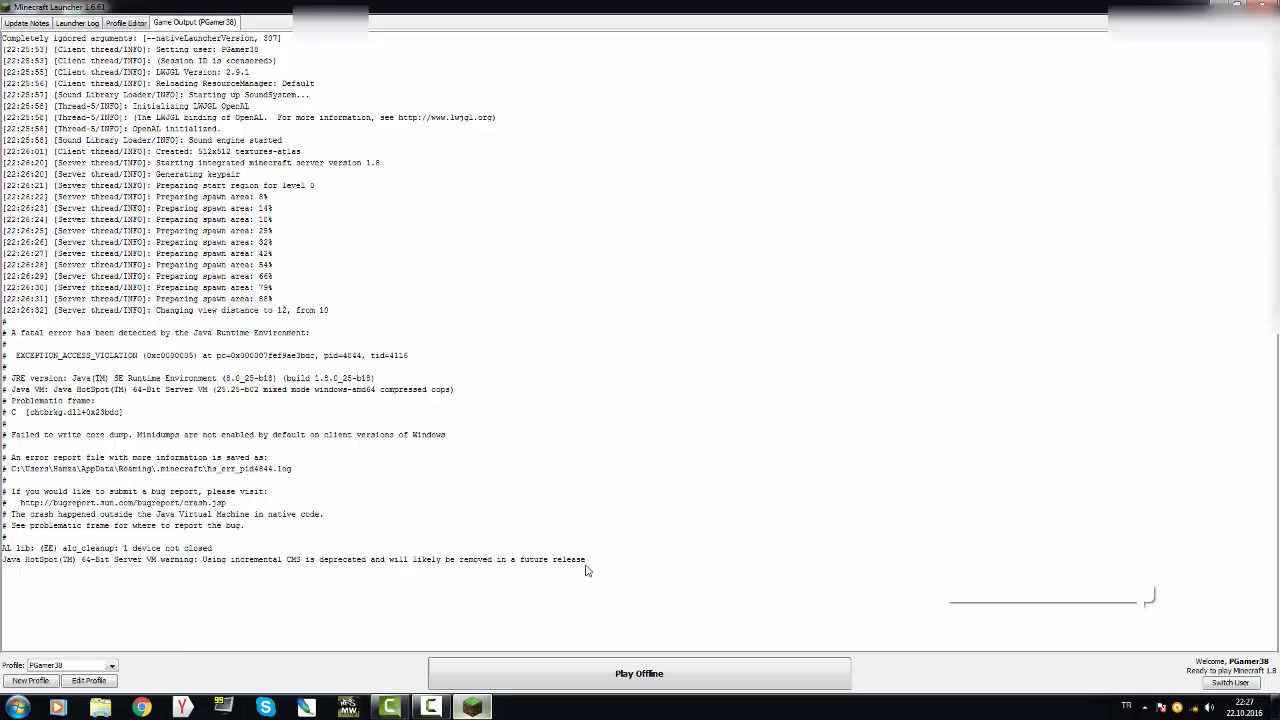 Minecraft Launcher 1.6.61
Update Notes Launcher Log Profile Editor Game Output (PGamer38)
Completely ignored arguments: [--nativeLauncherVersion, 307]
[22:25:53] [Client thread/INFO]: Setting user: PGamer38
[22:25:53] [Client thread/INFO]: (Session ID is <censored>)
[22:25:55] [Client thread/INFO]: LWJGL Version: 2.9.1
[22:25:56] [Client thread/INFO]: Reloading ResourceManager: Default
[22:25:57] [Sound Library Loader/INFO]: Starting up SoundSystem...
[22:25:58] [Thread-5/INFO]: Initializing LWJGL OpenAL
[22:25:58] [Thread-5/INFO]: (The LWJGL binding of OpenAL.  For more information, see http://www.lwjgl.org)
[22:25:58] [Thread-5/INFO]: OpenAL initialized.
[22:25:58] [Sound Library Loader/INFO]: Sound engine started
[22:26:01] [Client thread/INFO]: Created: 512x512 textures-atlas
[22:26:20] [Server thread/INFO]: Starting integrated minecraft server version 1.8
[22:26:20] [Server thread/INFO]: Generating keypair
[22:26:21] [Server thread/INFO]: Preparing start region for level 0
[22:26:22] [Server thread/INFO]: Preparing spawn area: 8%
[22:26:23] [Server thread/INFO]: Preparing spawn area: 14%
[22:26:24] [Server thread/INFO]: Preparing spawn area: 18%
[22:26:25] [Server thread/INFO]: Preparing spawn area: 25%
[22:26:26] [Server thread/INFO]: Preparing spawn area: 32%
[22:26:27] [Server thread/INFO]: Preparing spawn area: 42%
[22:26:28] [Server thread/INFO]: Preparing spawn area: 54%
[22:26:29] [Server thread/INFO]: Preparing spawn area: 66%
[22:26:30] [Server thread/INFO]: Preparing spawn area: 79%
[22:26:31] [Server thread/INFO]: Preparing spawn area: 88%
[22:26:32] [Server thread/INFO]: Changing view distance to 12, from 10
#
# A fatal error has been detected by the Java Runtime Environment:
#
#  EXCEPTION_ACCESS_VIOLATION (0xc0000005) at pc=0x000007fef9ae3bdc, pid=4844, tid=4116
#
# JRE version: Java(TM) SE Runtime Environment (8.0_25-b18) (build 1.8.0_25-b18)
# Java VM: Java HotSpot(TM) 64-Bit Server VM (25.25-b02 mixed mode windows-amd64 compressed oops)
# Problematic frame:
# C  [chtbrkg.dll+0x23bdc]
#
# Failed to write core dump. Minidumps are not enabled by default on client versions of Windows
#
# An error report file with more information is saved as:
# C:\Users\Hamza\AppData\Roaming\.minecraft\hs_err_pid4844.log
#
# If you would like to submit a bug report, please visit:
#   http://bugreport.sun.com/bugreport/crash.jsp
# The crash happened outside the Java Virtual Machine in native code.
# See problematic frame for where to report the bug.
#
AL lib: (EE) alc_cleanup: 1 device not closed
Java HotSpot(TM) 64-Bit Server VM warning: Using incremental CMS is deprecated and will likely be removed in a future release
Profile: PGamer38
New Profile Edit Profile
Play Offline
Welcome, PGamer38
Ready to play Minecraft 1.8
Switch User
99
MW
TR
22:27
22.10.2016